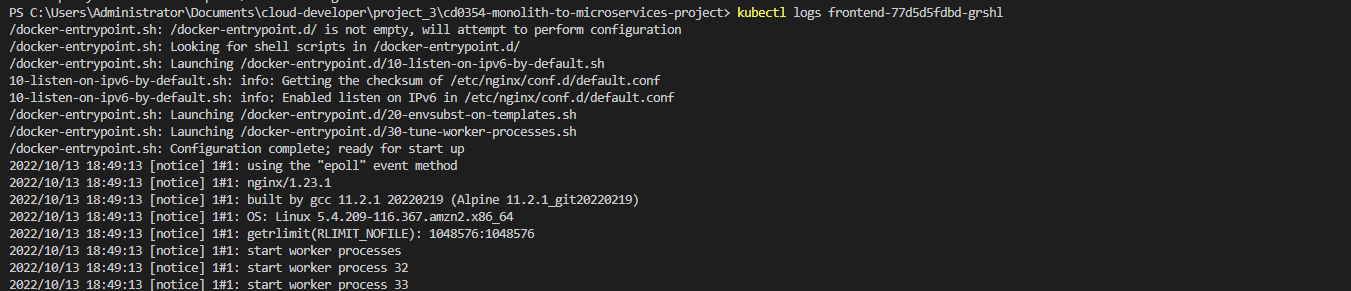 PS C:\Users\Administrator\Documents\cloud-developer\project_3\cd0354-monolith-to-microservices-project> kubectl logs frontend-77d5d5fdbd-grshl
/docker-entrypoint.sh: /docker-entrypoint.d/ is not empty, will attempt to perform configuration
/docker-entrypoint.sh: Looking for shell scripts in /docker-entrypoint.d/
/docker-entrypoint.sh: Launching /docker-entrypoint.d/10-listen-on-ipv6-by-default.sh
10-listen-on-ipv6-by-default.sh: info: Getting the checksum of /etc/nginx/conf.d/default.conf
10-listen-on-ipv6-by-default.sh: info: Enabled listen on IPv6 in /etc/nginx/conf.d/default.conf
/docker-entrypoint.sh: Launching /docker-entrypoint.d/20-envsubst-on-templates.sh
/docker-entrypoint.sh: Launching /docker-entrypoint.d/30-tune-worker-processes.sh
/docker-entrypoint.sh: Configuration complete; ready for start up
2022/10/13 18:49:13 [notice] 1#1: using the "epoll" event method
2022/10/13 18:49:13 [notice] 1#1: nginx/1.23.1
2022/10/13 18:49:13 [notice] 1#1: built by gcc 11.2.1 20220219 (Alpine 11.2.1_git20220219)
2022/10/13 18:49:13 [notice] 1#1: OS: Linux 5.4.209-116.367.amzn2.x86_64
2022/10/13 18:49:13 [notice] 1#1: getrlimit(RLIMIT_NOFILE): 1048576:1048576
2022/10/13 18:49:13 [notice] 1#1: start worker processes
2022/10/13 18:49:13 [notice] 1#1: start worker process 32
2022/10/13 18:49:13 [notice] 1#1: start worker process 33